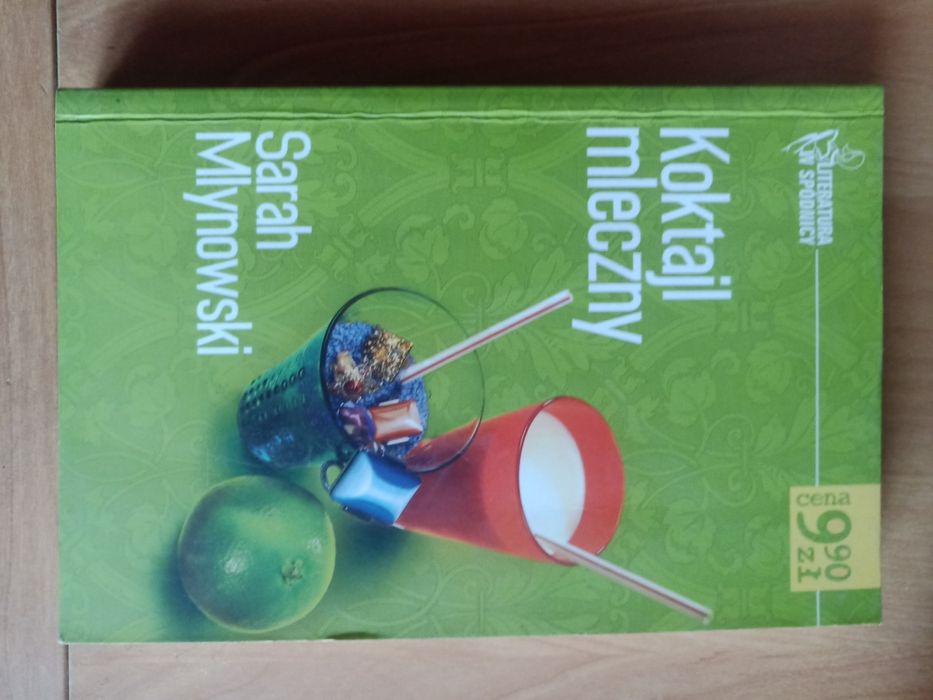 LITERATURA
W SPÓDNICY
Koktajl
mleczny
Sarah
Mlynowski
cena
9 90
zł